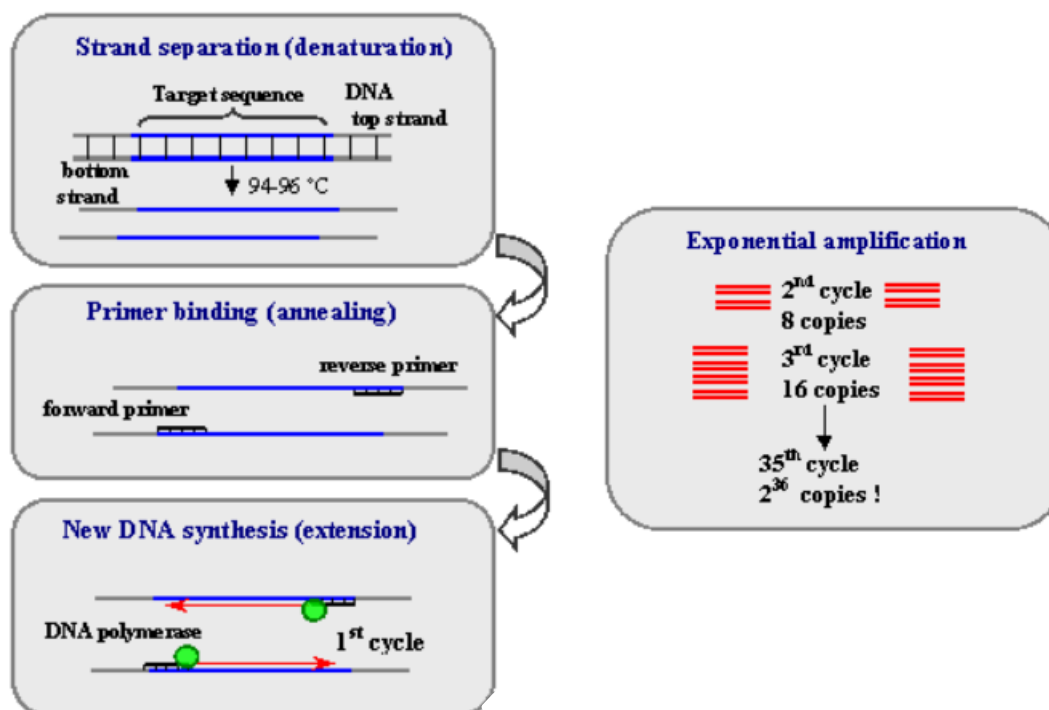 Strand separation (denaturation)
Target sequence
DNA
top strand
bottom
strand
94-96 °C
Primer binding (annealing)
reverse primer
forward primer
New DNA synthesis (extension)
DNA polymerase
1st cycle
Exponential amplification
2nd cycle
8 copies
3rd cycle
16 copies
35th cycle
2^36 copies !